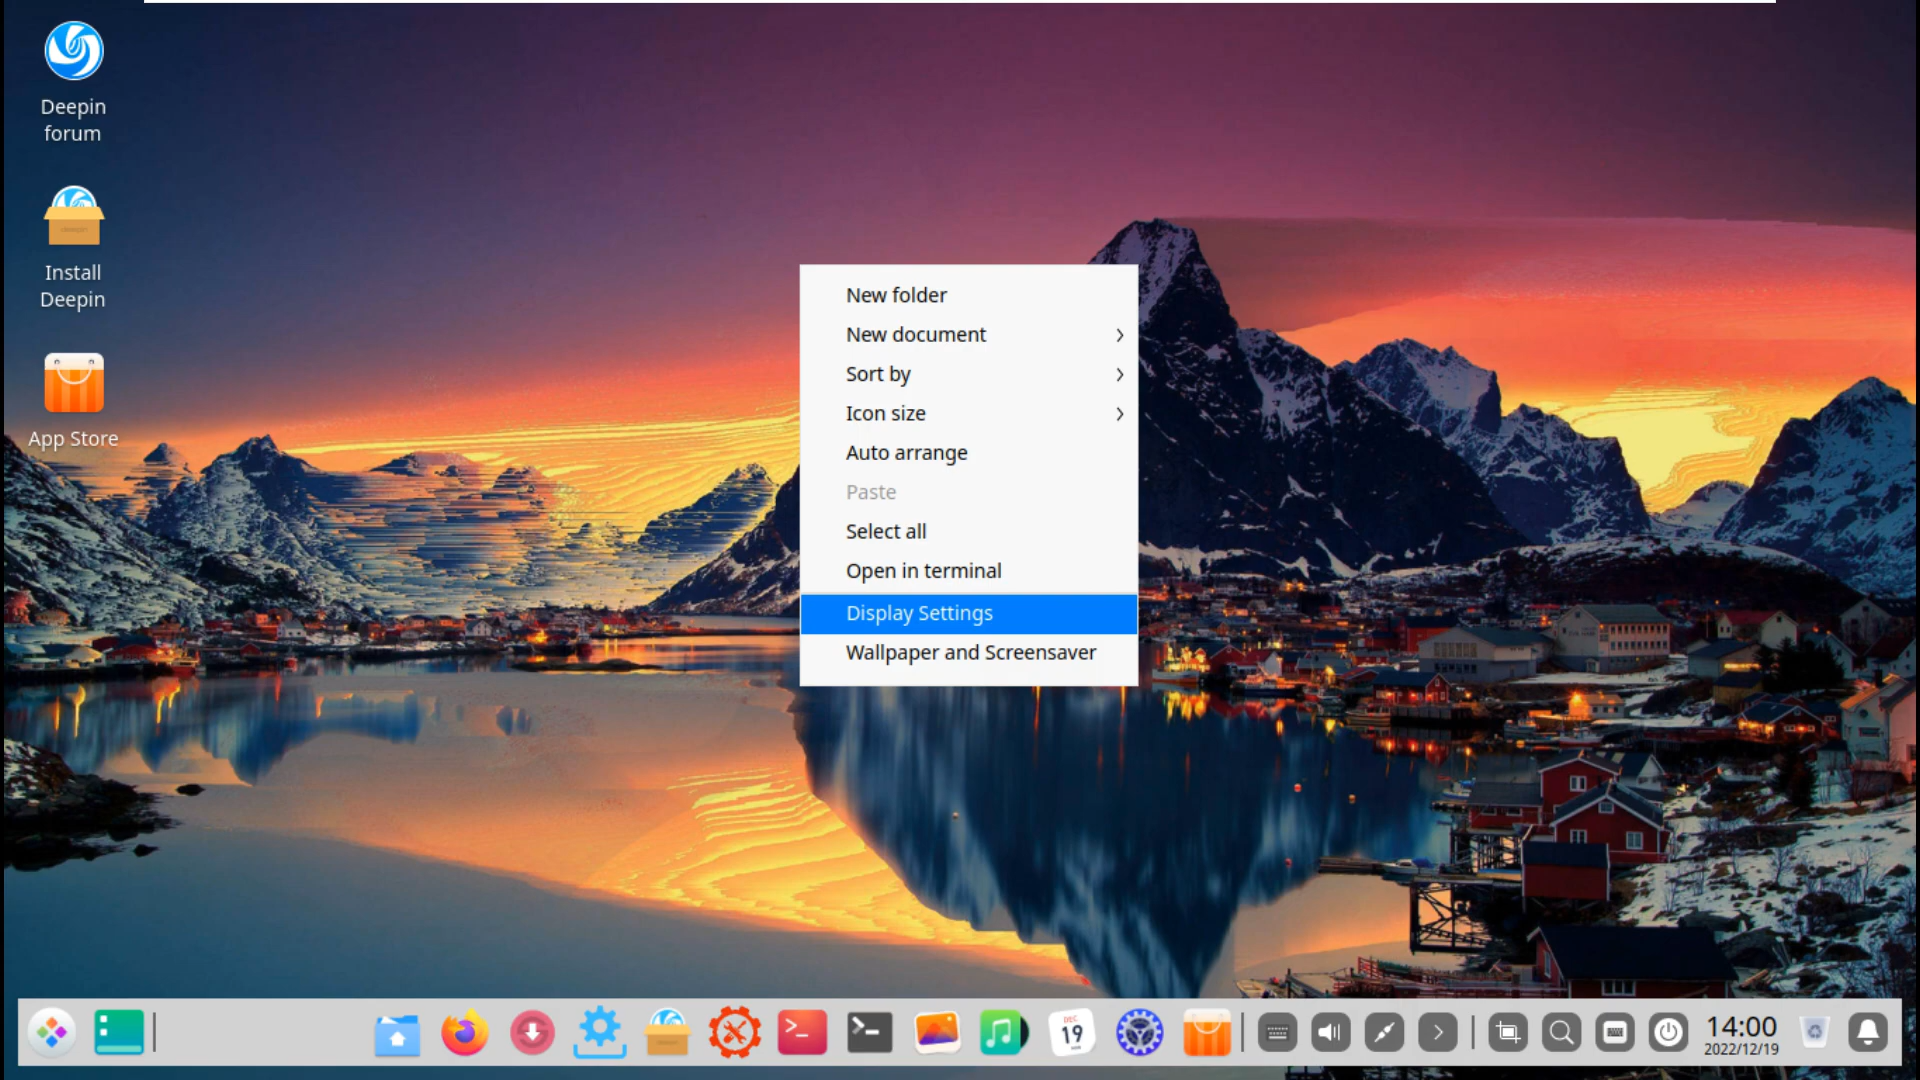 Deepin
forum
Install
Deepin
App Store
New folder
New document
Sort by
Icon size
Auto arrange
Paste
Select all
Open in terminal
Display Settings
Wallpaper and Screensaver
DEC
19
14:00
2022/12/19